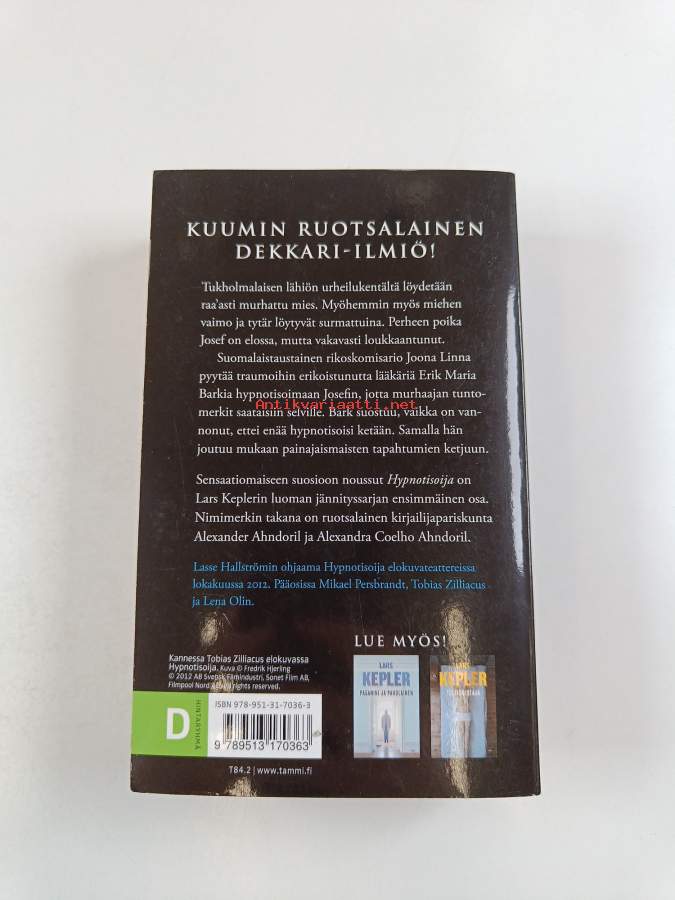 KUUMIN RUOTSALAINEN
DEKKARI-ILMIÖ!
Tukholmalaisen lähiön urheilukentältä löydetään
raa'asti murhattu mies. Myöhemmin myös miehen
vaimo ja tytär löytyvät surmattuina. Perheen poika
Josef on elossa, mutta vakavasti loukkaantunut.
Suomalaistaustainen rikoskomisario Joona Linna
pyytää traumoihin erikoistunutta lääkäriä Erik Maria
Barkia hypnotisoimaan Josefin, jotta murhaajan tunto-
Antikvariaatti.net
merkit saataisiin selville. Bark suostuu, vaikka on van-
nonut, ettei enää hypnotisoisi ketään. Samalla hän
joutuu mukaan painajaismaisten tapahtumien ketjuun.
Sensaatiomaiseen suosioon noussut Hypnotisoija on
Lars Keplerin luoman jännityssarjan ensimmäinen osa.
Nimimerkin takana on ruotsalainen kirjailijapariskunta
Alexander Ahndoril ja Alexandra Coelho Ahndoril.
Lasse Hallströmin ohjaama Hypnotisoija elokuvateattereissa
lokakuussa 2012. Pääosissa Mikael Persbrandt, Tobias Zilliacus
ja Lena Olin.
LUE MYÖS!
Kannessa Tobias Zilliacus elokuvassa
Hypnotisoija. Kuva © Fredrik Hjerling
© 2012 AB Svensk Filmindustri, Sonet Film AB,
Filmpool Nord. All rights reserved.
LARS
KEPLER
PAGANINI JA PAHOLAINEN
LARS
KEPLER
TULITODISTAJA
D
HINTARYHMÄ
ISBN 978-951-31-7036-3
9 789513 170363
T84.2 | www.tammi.fi